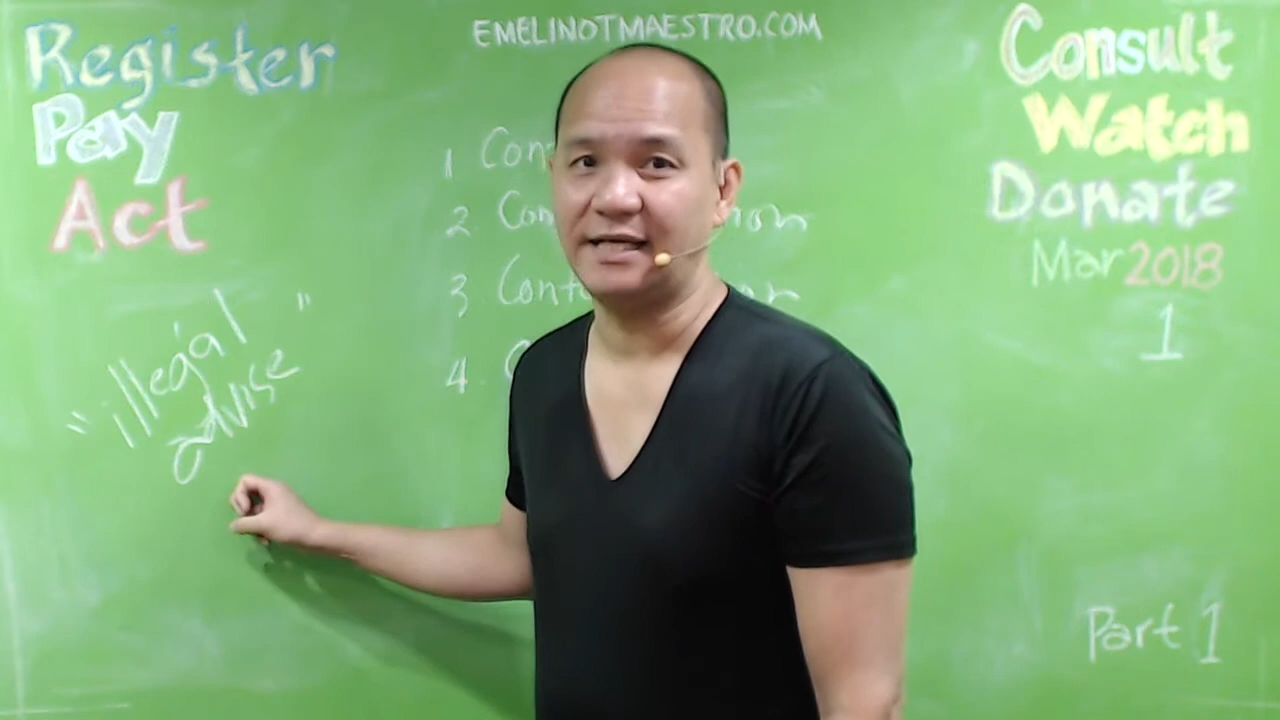 EMELINOTMAESTRO.COM
Register
Pay
Act
"illegal
advise"
1
2
3
4
Consult
Watch
Donate
Mar 2018
1
Part 1